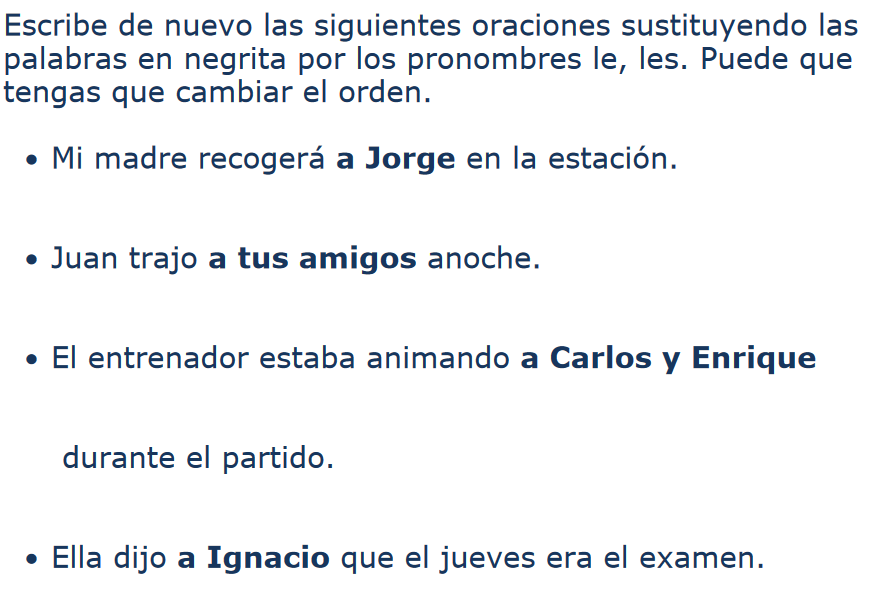 Escribe de nuevo las siguientes oraciones sustituyendo las
palabras en negrita por los pronombres le, les. Puede que
tengas que cambiar el orden.
• Mi madre recogerá a Jorge en la estación.
• Juan trajo a tus amigos anoche.
• El entrenador estaba animando a Carlos y Enrique
durante el partido.
• Ella dijo a Ignacio que el jueves era el examen.